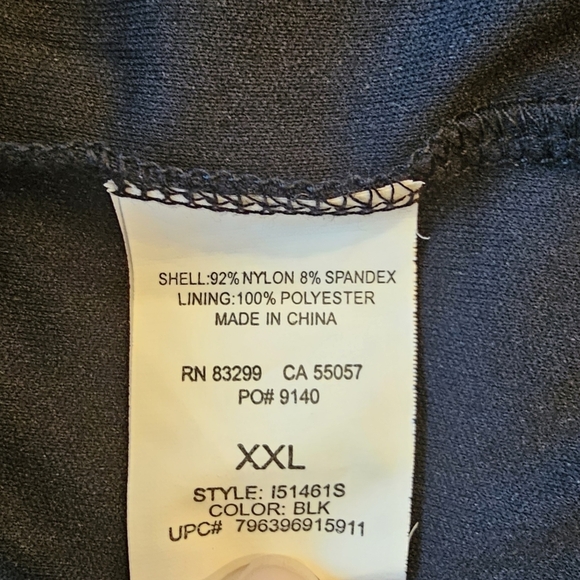 SHELL:92% NYLON 8% SPANDEX
LINING:100% POLYESTER
MADE IN CHINA
RN 83299 CA 55057
PO# 9140
XXL
STYLE: I51461S
COLOR: BLK
UPC# 796396915911